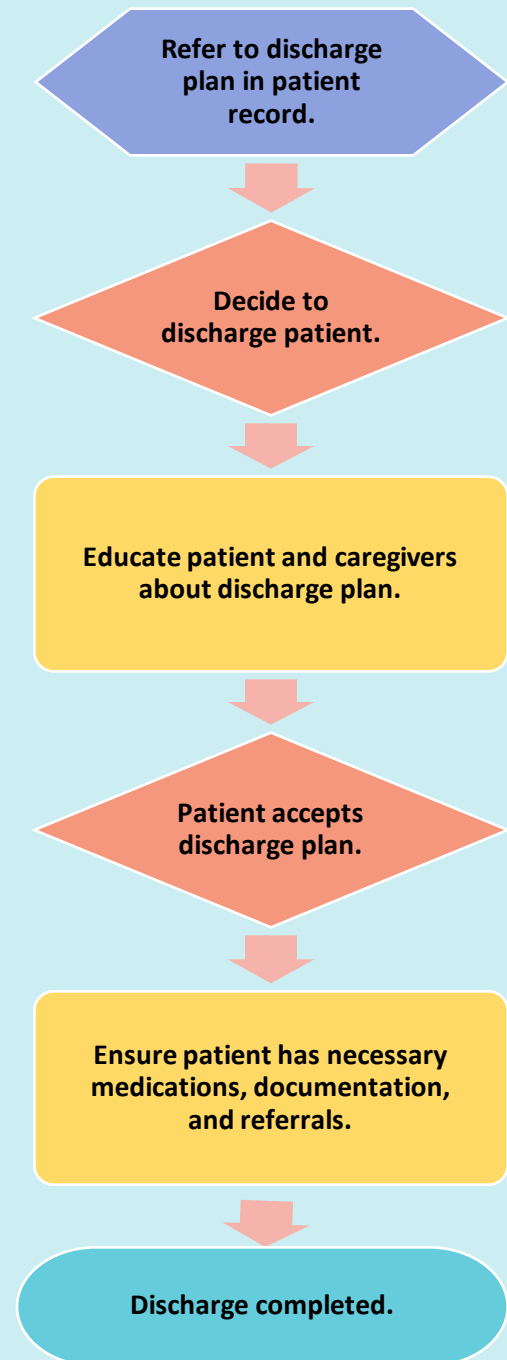 Refer to discharge
plan in patient
record.
Decide to
discharge patient.
Educate patient and caregivers
about discharge plan.
Patient accepts
discharge plan.
Ensure patient has necessary
medications, documentation,
and referrals.
Discharge completed.